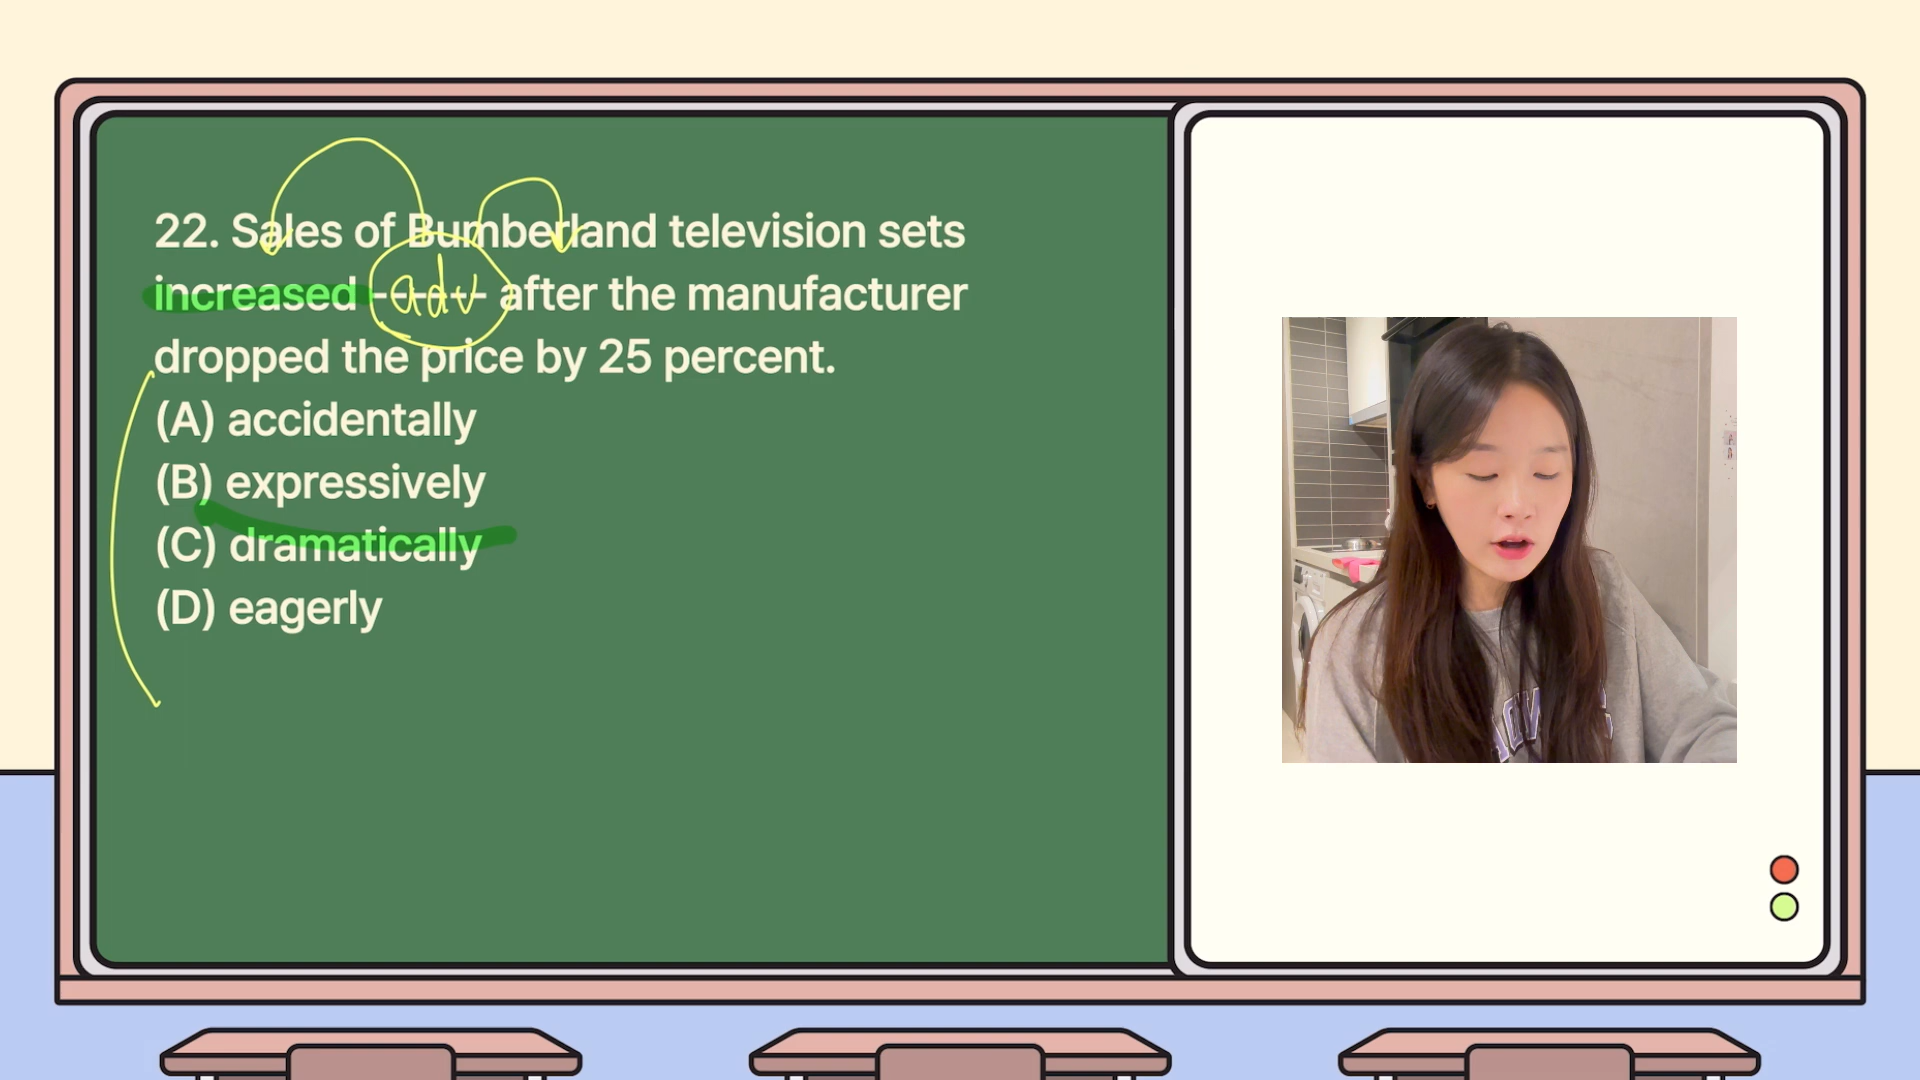 22. Sales of Bumberland television sets
increased ------ after the manufacturer
adv
dropped the price by 25 percent.
(A) accidentally
(B) expressively
(C) dramatically
(D) eagerly